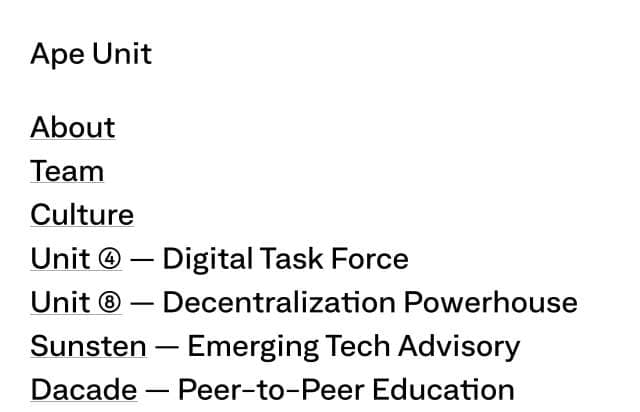 Ape Unit
About
Team
Culture
Unit ④ — Digital Task Force
Unit ⑧ — Decentralization Powerhouse
Sunsten — Emerging Tech Advisory
Dacade — Peer-to-Peer Education